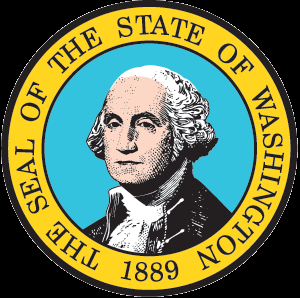 THE SEAL OF THE STATE OF WASHINGTON
1889